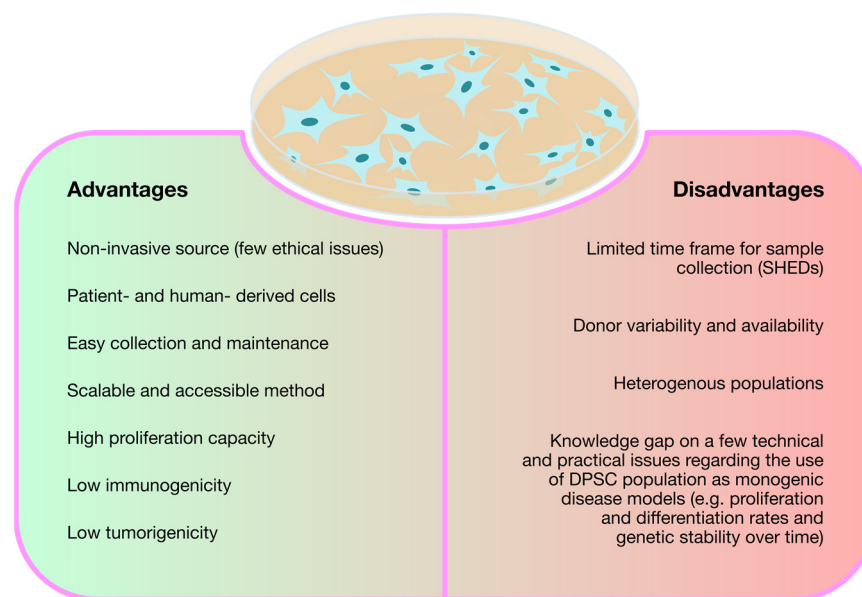 Advantages
Non-invasive source (few ethical issues)
Patient- and human- derived cells
Easy collection and maintenance
Scalable and accessible method
High proliferation capacity
Low immunogenicity
Low tumorigenicity
Disadvantages
Limited time frame for sample
collection (SHEDs)
Donor variability and availability
Heterogenous populations
Knowledge gap on a few technical
and practical issues regarding the use
of DPSC population as monogenic
disease models (e.g. proliferation
and differentiation rates and
genetic stability over time)